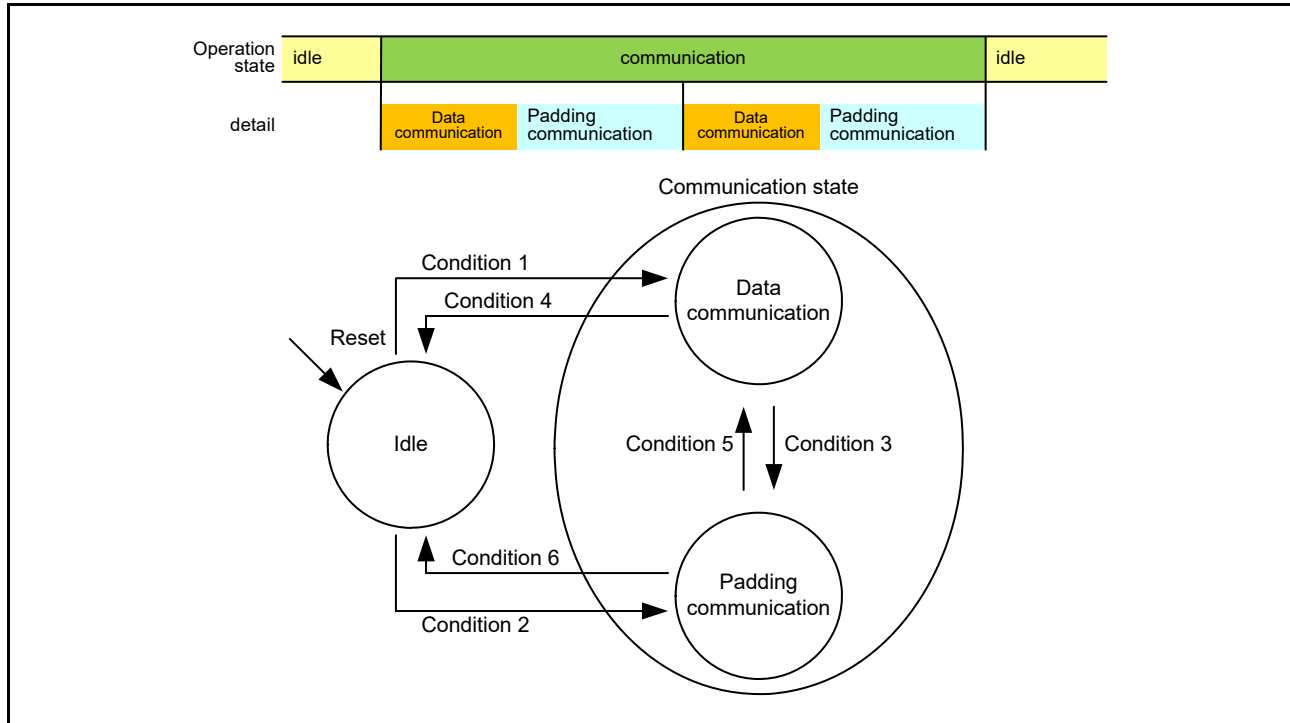 Operation
state
idle
communication
idle
detail
Data
communication
Padding
communication
Data
communication
Padding
communication
Communication state
Condition 1
Condition 4
Reset
Data
communication
Idle
Condition 5
Condition 3
Condition 6
Padding
communication
Condition 2